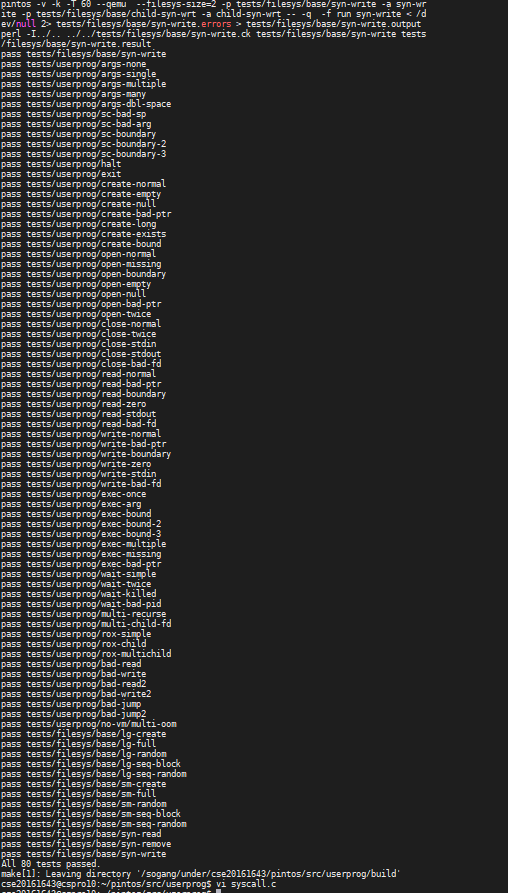 pintos -v -k -T 60 --qemu  --filesys-size=2 -p tests/filesys/base/syn-write -a syn-wr
ite -p tests/filesys/base/child-syn-wrt -a child-syn-wrt -- -q  -f run syn-write < /d
ev/null 2> tests/filesys/base/syn-write.errors > tests/filesys/base/syn-write.output
perl -I../.. ../../tests/filesys/base/syn-write.ck tests/filesys/base/syn-write tests
/filesys/base/syn-write.result
pass tests/filesys/base/syn-write
pass tests/userprog/args-none
pass tests/userprog/args-single
pass tests/userprog/args-multiple
pass tests/userprog/args-many
pass tests/userprog/args-dbl-space
pass tests/userprog/sc-bad-sp
pass tests/userprog/sc-bad-arg
pass tests/userprog/sc-boundary
pass tests/userprog/sc-boundary-2
pass tests/userprog/sc-boundary-3
pass tests/userprog/halt
pass tests/userprog/exit
pass tests/userprog/create-normal
pass tests/userprog/create-empty
pass tests/userprog/create-null
pass tests/userprog/create-bad-ptr
pass tests/userprog/create-long
pass tests/userprog/create-exists
pass tests/userprog/create-bound
pass tests/userprog/open-normal
pass tests/userprog/open-missing
pass tests/userprog/open-boundary
pass tests/userprog/open-empty
pass tests/userprog/open-null
pass tests/userprog/open-bad-ptr
pass tests/userprog/open-twice
pass tests/userprog/close-normal
pass tests/userprog/close-twice
pass tests/userprog/close-stdin
pass tests/userprog/close-stdout
pass tests/userprog/close-bad-fd
pass tests/userprog/read-normal
pass tests/userprog/read-bad-ptr
pass tests/userprog/read-boundary
pass tests/userprog/read-zero
pass tests/userprog/read-stdout
pass tests/userprog/read-bad-fd
pass tests/userprog/write-normal
pass tests/userprog/write-bad-ptr
pass tests/userprog/write-boundary
pass tests/userprog/write-zero
pass tests/userprog/write-stdin
pass tests/userprog/write-bad-fd
pass tests/userprog/exec-once
pass tests/userprog/exec-arg
pass tests/userprog/exec-bound
pass tests/userprog/exec-bound-2
pass tests/userprog/exec-bound-3
pass tests/userprog/exec-multiple
pass tests/userprog/exec-missing
pass tests/userprog/exec-bad-ptr
pass tests/userprog/wait-simple
pass tests/userprog/wait-twice
pass tests/userprog/wait-killed
pass tests/userprog/wait-bad-pid
pass tests/userprog/multi-recurse
pass tests/userprog/multi-child-fd
pass tests/userprog/rox-simple
pass tests/userprog/rox-child
pass tests/userprog/rox-multichild
pass tests/userprog/bad-read
pass tests/userprog/bad-write
pass tests/userprog/bad-read2
pass tests/userprog/bad-write2
pass tests/userprog/bad-jump
pass tests/userprog/bad-jump2
pass tests/userprog/no-vm/multi-oom
pass tests/filesys/base/lg-create
pass tests/filesys/base/lg-full
pass tests/filesys/base/lg-random
pass tests/filesys/base/lg-seq-block
pass tests/filesys/base/lg-seq-random
pass tests/filesys/base/sm-create
pass tests/filesys/base/sm-full
pass tests/filesys/base/sm-random
pass tests/filesys/base/sm-seq-block
pass tests/filesys/base/sm-seq-random
pass tests/filesys/base/syn-read
pass tests/filesys/base/syn-remove
pass tests/filesys/base/syn-write
All 80 tests passed.
make[1]: Leaving directory '/sogang/under/cse20161643/pintos/src/userprog/build'
cse20161643@cspro10:~/pintos/src/userprog$ vi syscall.c
cse20161643@cspro10:~/pintos/src/userprog$